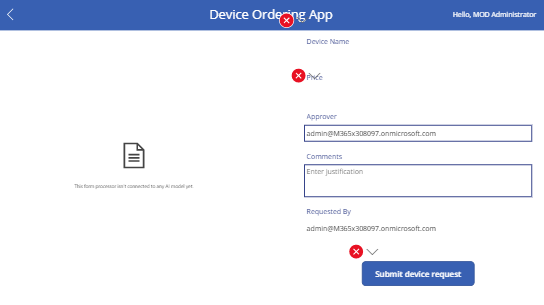 Device Ordering App
Hello, MOD Administrator
Device Name
Price
Approver
admin@M365x308097.onmicrosoft.com
Comments
Enter justification
This form processor isn't connected to any AI model yet
Requested By
admin@M365x308097.onmicrosoft.com
Submit device request